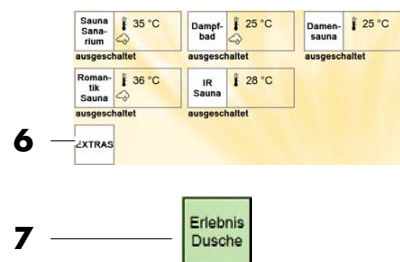 Sauna
Sana-
rium
35 °C
ausgeschaltet
Dampf-
bad
25 °C
ausgeschaltet
Damen-
sauna
25 °C
ausgeschaltet
Roman-
tik
Sauna
36 °C
ausgeschaltet
IR
Sauna
28 °C
ausgeschaltet
6
EXTRAS
7
Erlebnis
Dusche